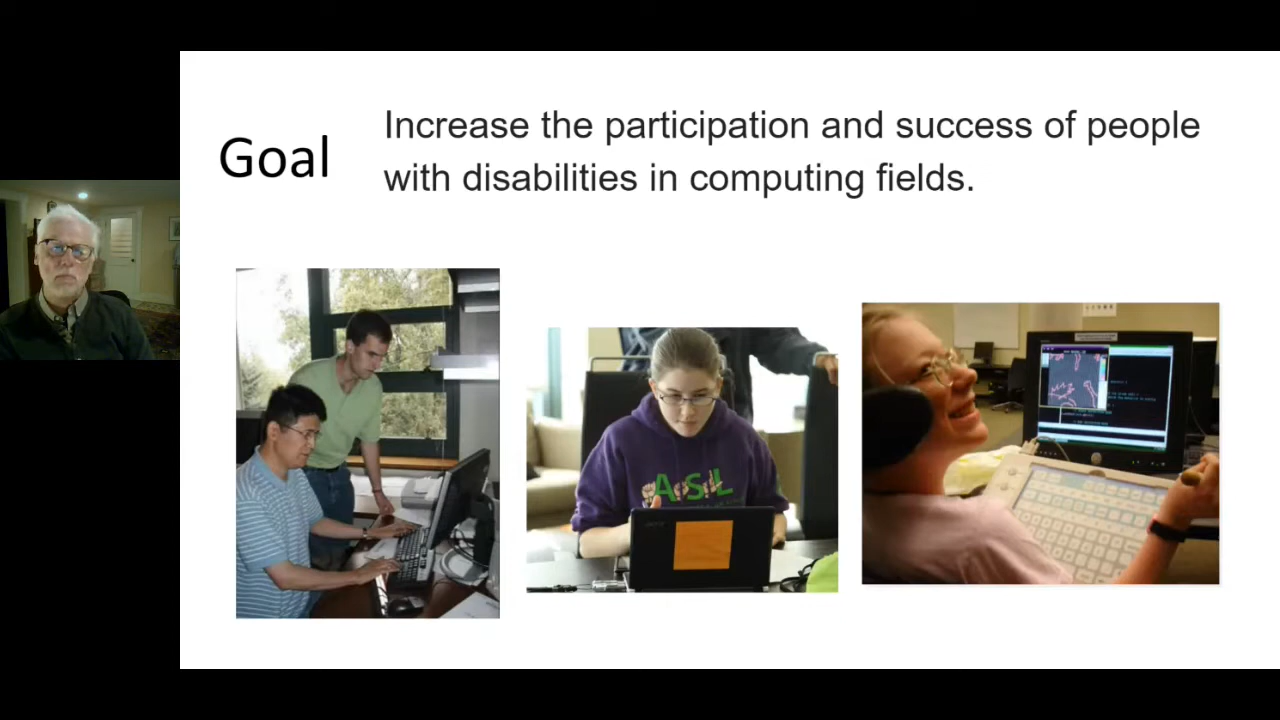 Goal
Increase the participation and success of people
with disabilities in computing fields.
ASL